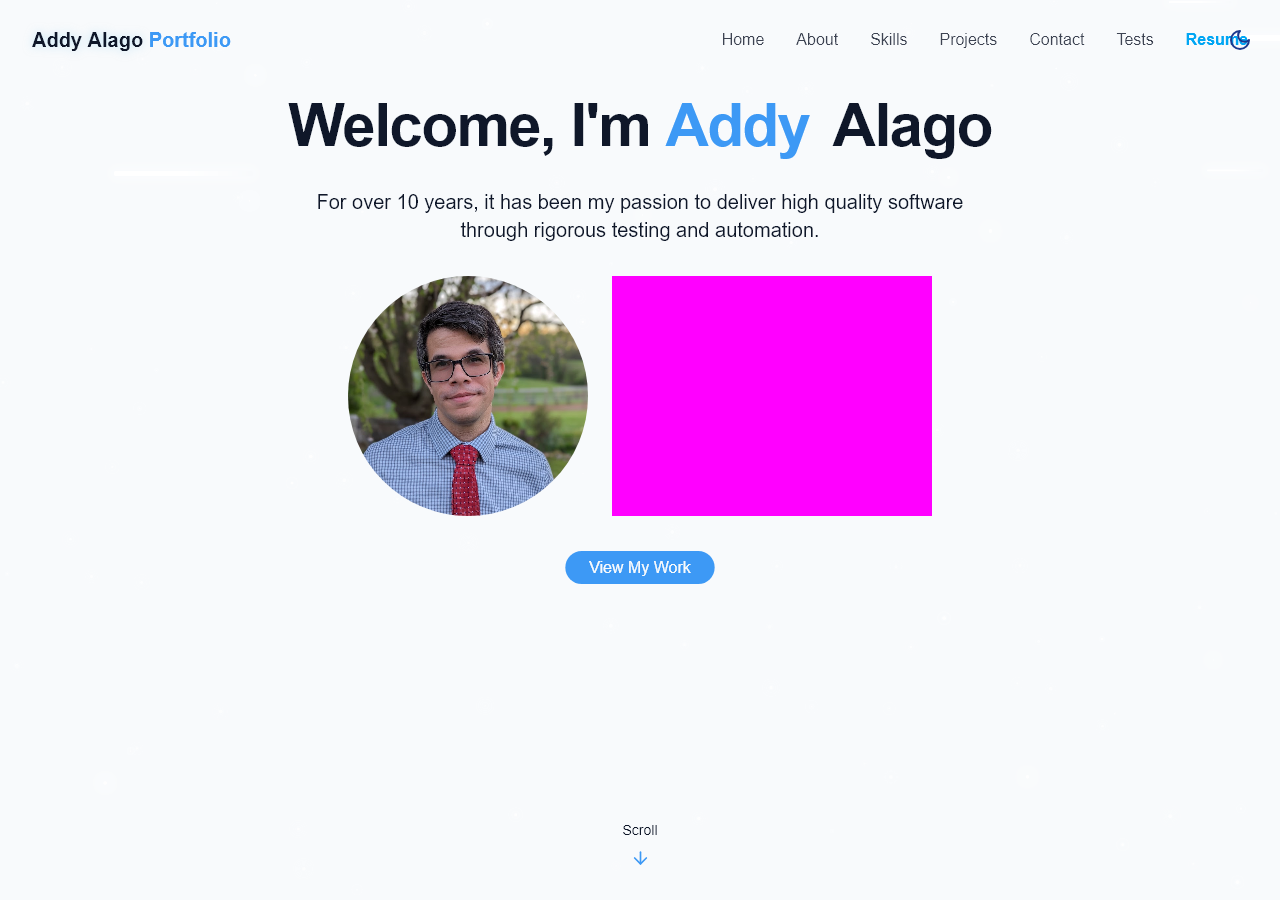 Addy Alago Portfolio
Home About Skills Projects Contact Tests Resume
Welcome, I'm Addy Alago
For over 10 years, it has been my passion to deliver high quality software
through rigorous testing and automation.
View My Work
Scroll